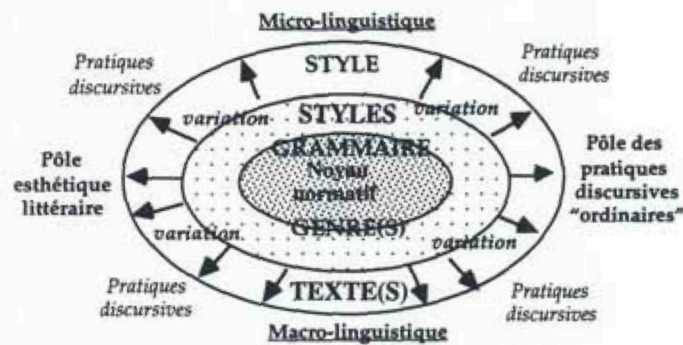 Micro-linguistique
Pratiques
discursives
STYLE
Pratiques
discursives
variation
STYLES
variation
GRAMMAIRE
Pôle
esthétique
littéraire
Noyau
normatif
Pôle des
pratiques
discursives
"ordinaires"
GENRE(S)
variation
variation
Pratiques
discursives
TEXTE(S)
Pratiques
discursives
Macro-linguistique